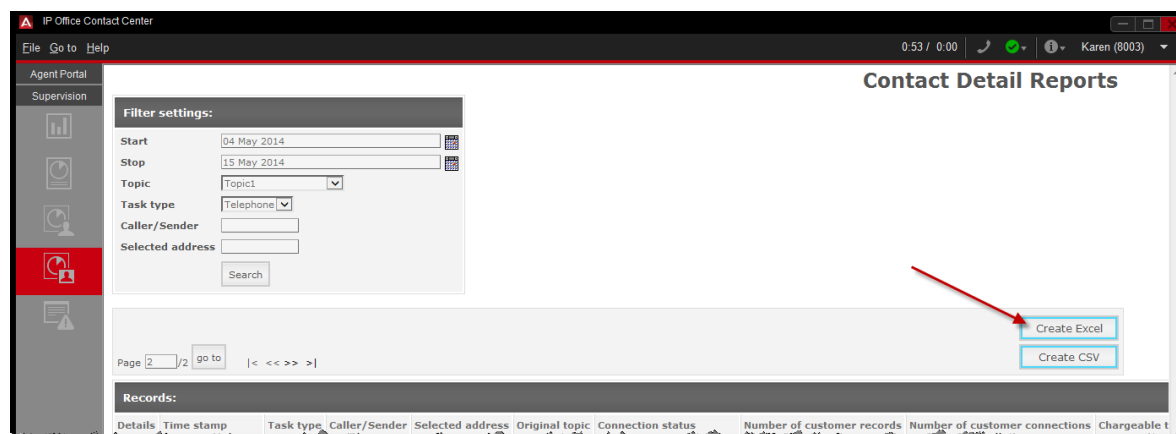 IP Office Contact Center
File Go to Help
0:53 / 0:00
Karen (8003)
Agent Portal
Supervision
Contact Detail Reports
Filter settings:
Start 04 May 2014
Stop 15 May 2014
Topic Topic1
Task type Telephone
Caller/Sender
Selected address
Search
Create Excel
Page 2 /2 go to |< << >> >|
Create CSV
Records:
Details Time stamp Task type Caller/Sender Selected address Original topic Connection status Number of customer records Number of customer connections Chargeable t